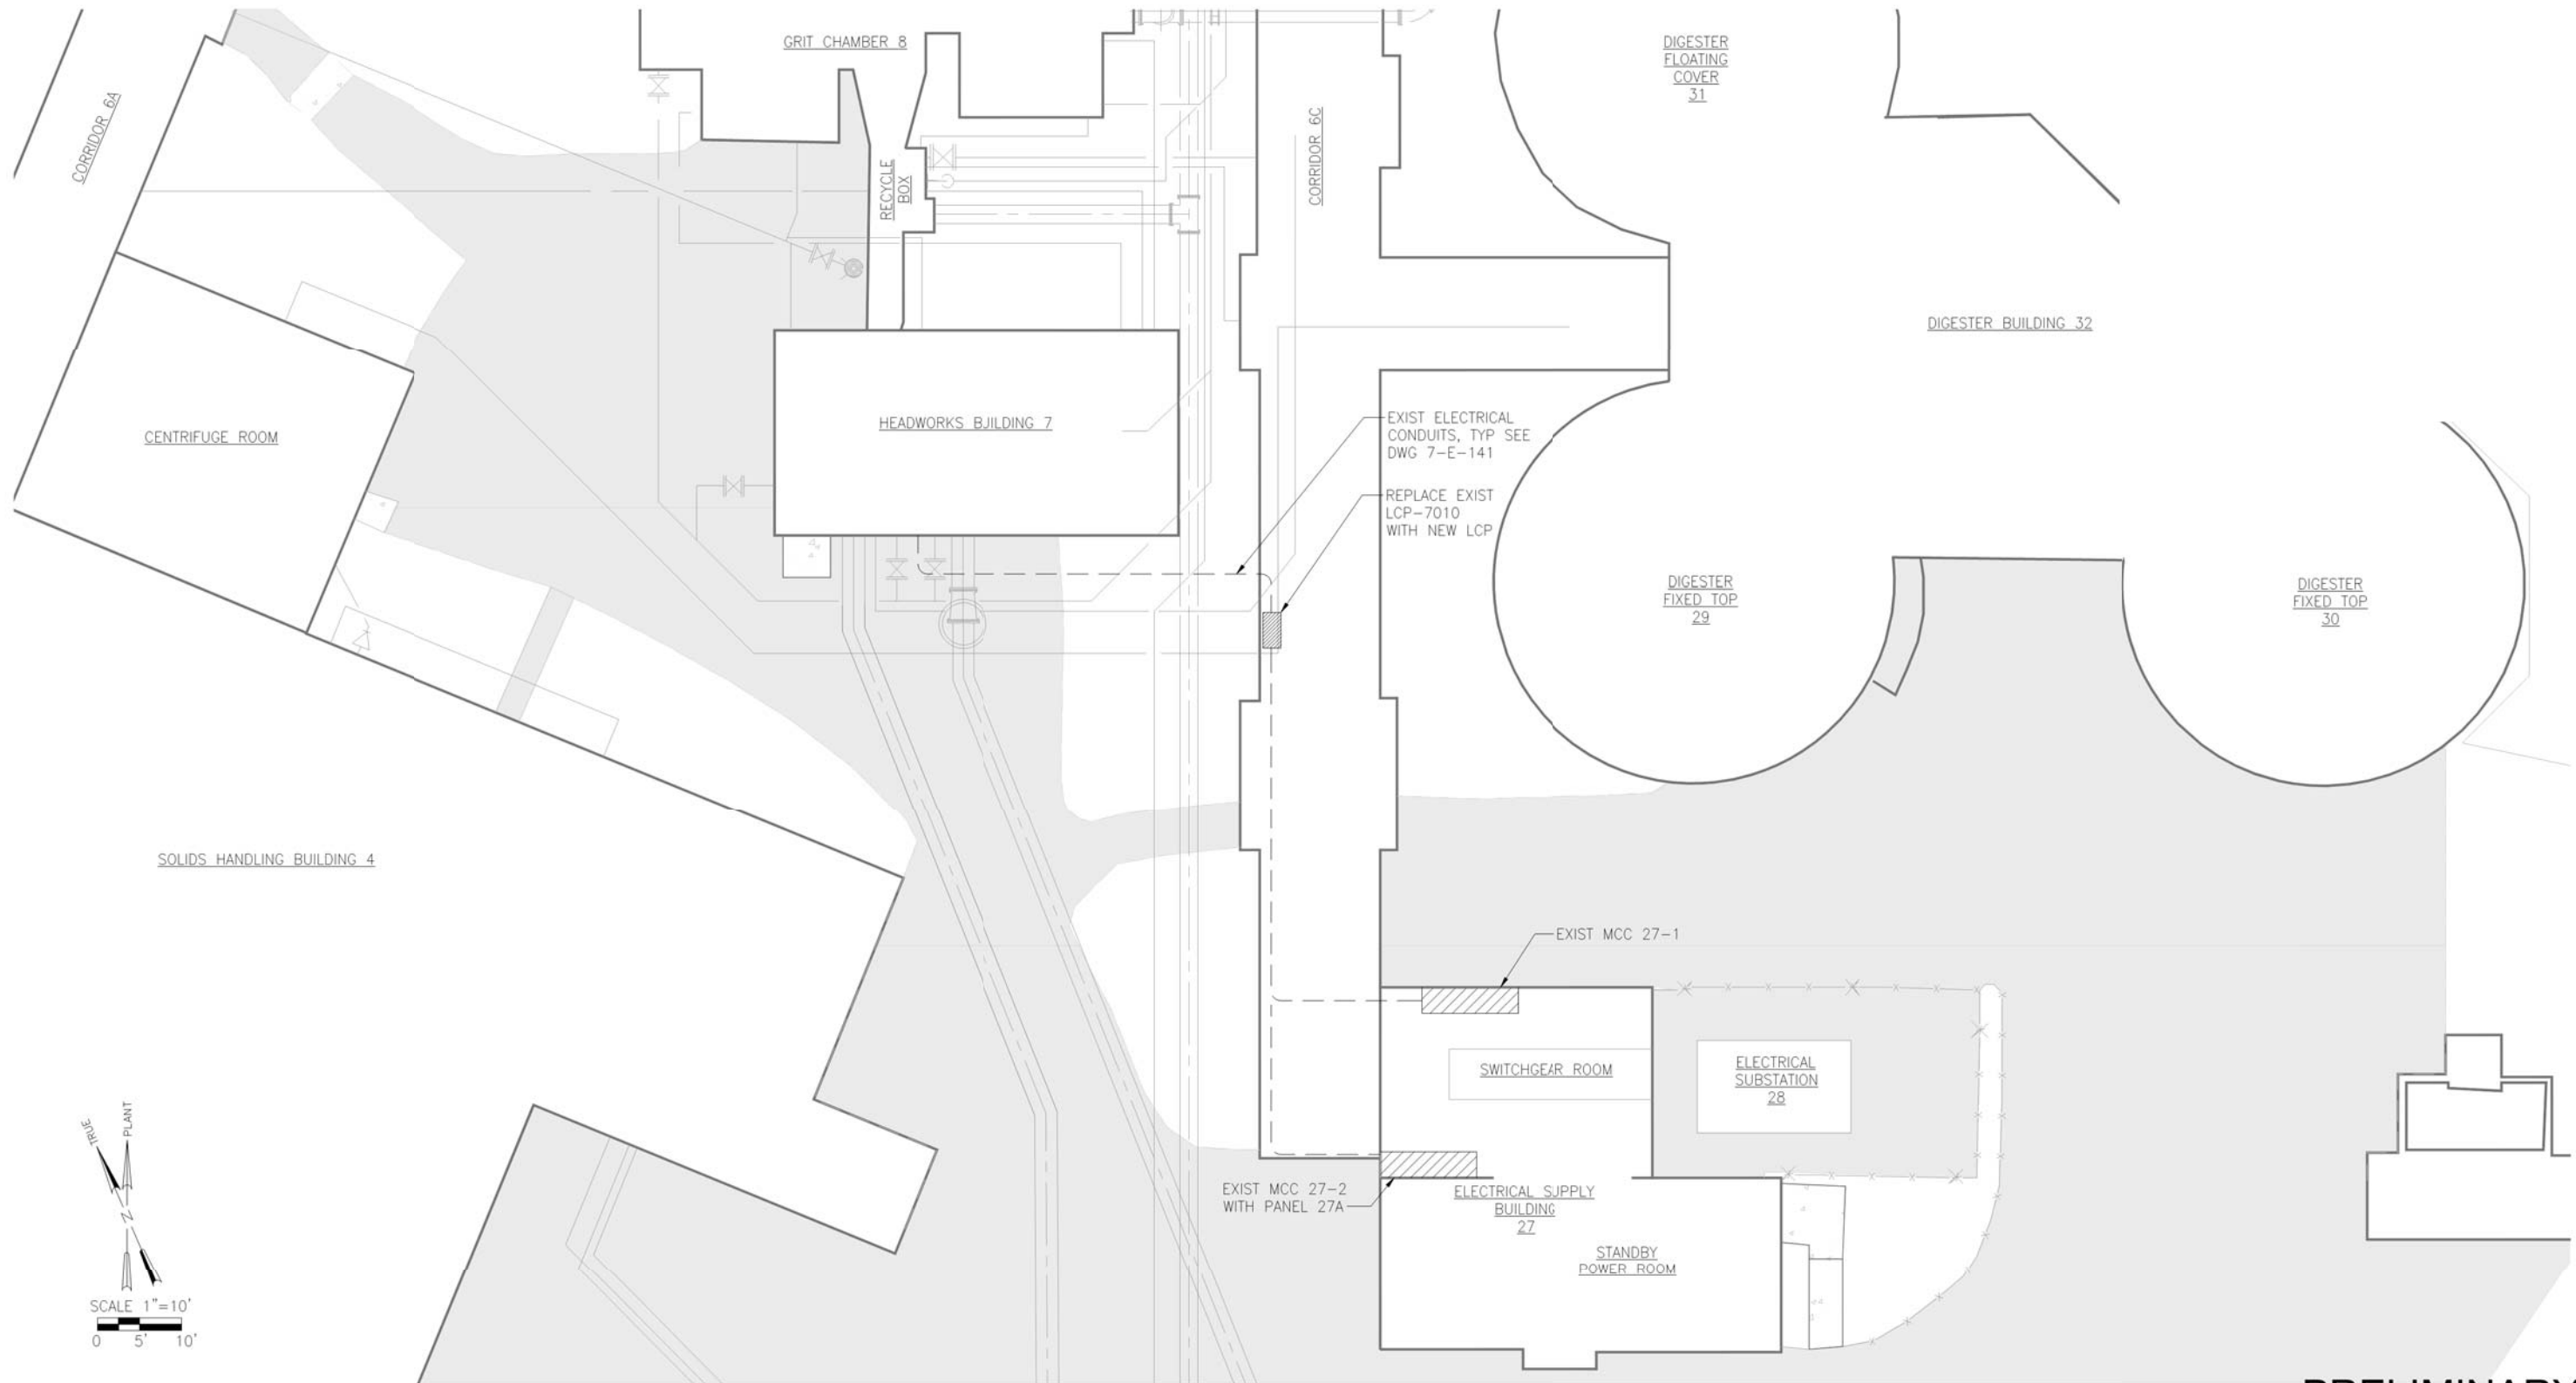 GRIT CHAMBER 8
DIGESTER
FLOATING
COVER
31
CORRIDOR 6A
RECYCLE
BOX
CORRIDOR 6C
DIGESTER BUILDING 32
HEADWORKS BJILDING 7
CENTRIFUGE ROOM
EXIST ELECTRICAL
CONDUITS, TYP SEE
DWG 7-E-141
REPLACE EXIST
LCP-7010
WITH NEW LCP
DIGESTER
FIXED TOP
29
DIGESTER
FIXED TOP
30
SOLIDS HANDLING BUILDING 4
EXIST MCC 27-1
SWITCHGEAR ROOM
ELECTRICAL
SUBSTATION
28
EXIST MCC 27-2
WITH PANEL 27A
ELECTRICAL SUPPLY
BUILDING
27
STANDBY
POWER ROOM
TRUE
PLANT
N
SCALE 1"=10'
0 5' 10'
PRELIMINARY